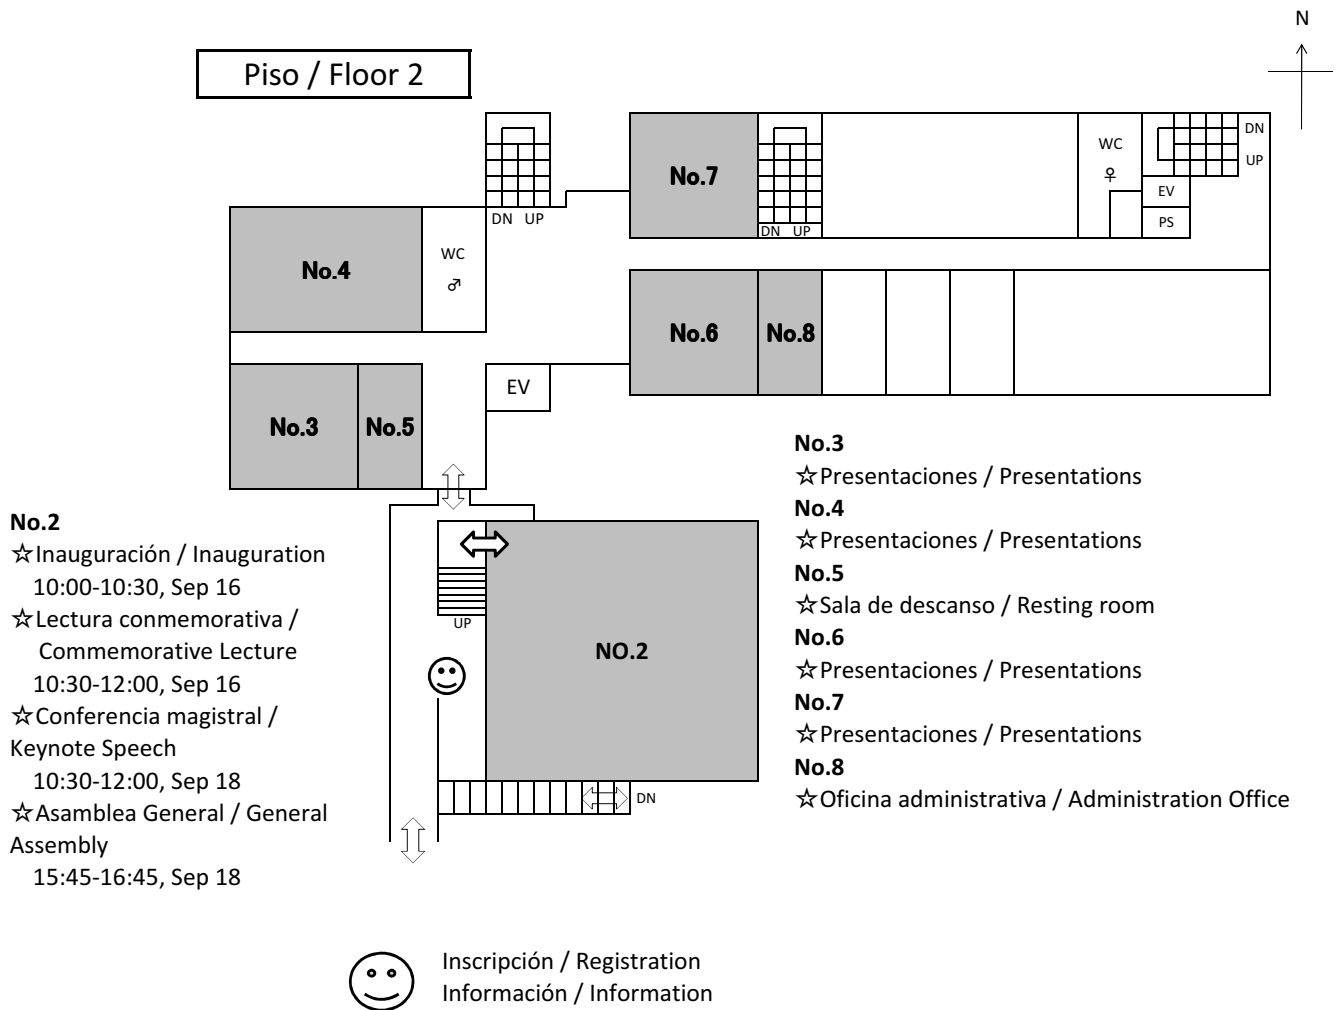 N
Piso / Floor 2
No.7
WC
♀
DN
UP
EV
PS
DN UP
DN UP
No.4
WC
♂
No.6
No.8
EV
No.3
No.5
UP
NO.2
DN
No.2
☆Inauguración / Inauguration
10:00-10:30, Sep 16
☆Lectura conmemorativa /
Commemorative Lecture
10:30-12:00, Sep 16
☆Conferencia magistral /
Keynote Speech
10:30-12:00, Sep 18
☆Asamblea General / General
Assembly
15:45-16:45, Sep 18
No.3
☆Presentaciones / Presentations
No.4
☆Presentaciones / Presentations
No.5
☆Sala de descanso / Resting room
No.6
☆Presentaciones / Presentations
No.7
☆Presentaciones / Presentations
No.8
☆Oficina administrativa / Administration Office
Inscripción / Registration
Información / Information